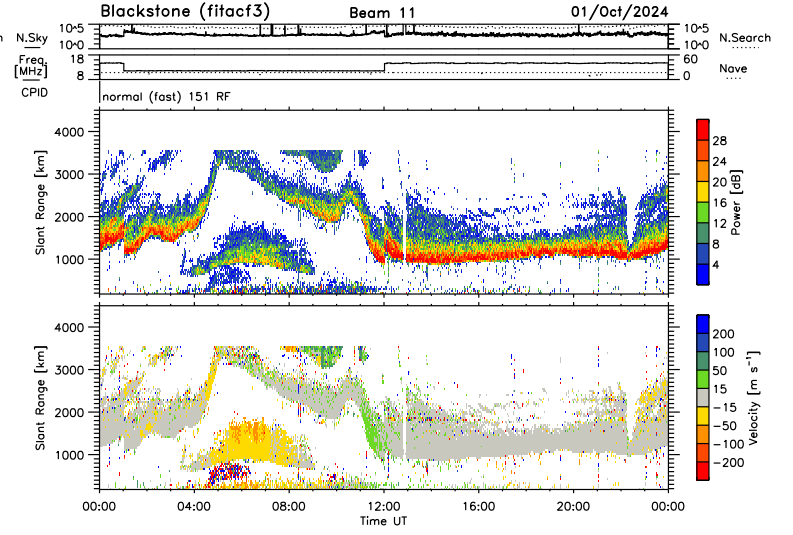 Blackstone (fitacf3) Beam 11 01/Oct/2024
n N.Sky 10^5 10^0 10^5 10^0 N.Search
Freq. [MHz] 18 8 60 0 Nave
CPID normal (fast) 151 RF
Slant Range [km]
4000
3000
2000
1000
28
24
20
16
12
8
4
Power [dB]
Slant Range [km]
4000
3000
2000
1000
200
100
50
15
-15
-50
-100
-200
Velocity [m s⁻¹]
00:00 04:00 08:00 12:00 16:00 20:00 00:00
Time UT